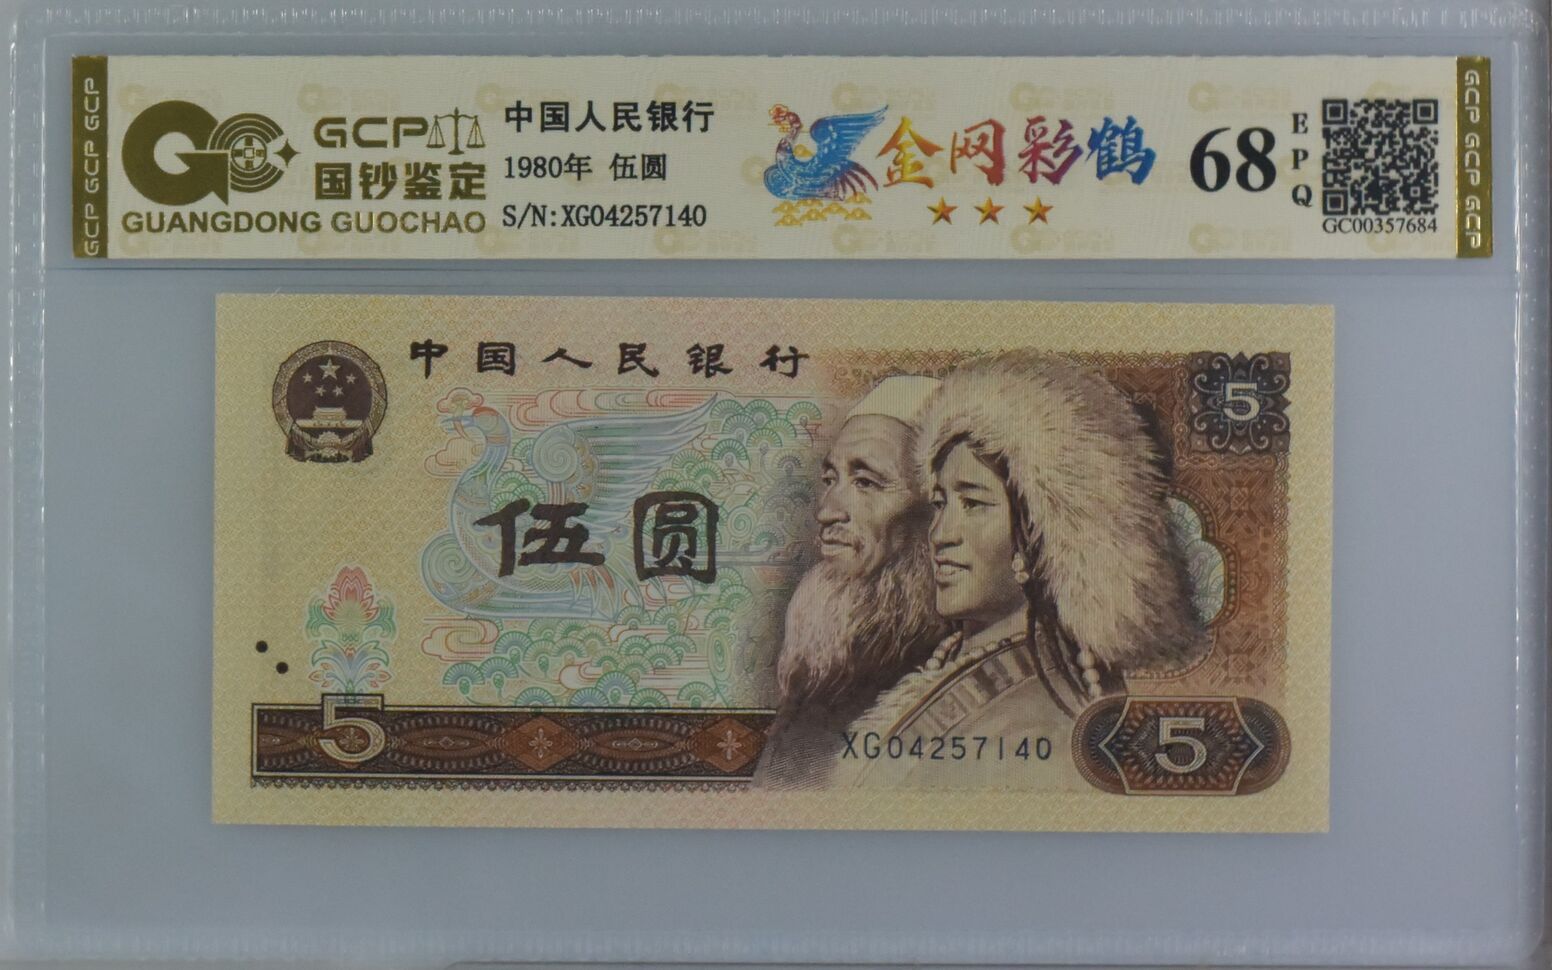 GCP GCP GCP
GCP
国钞鉴定
GUANGDONG GUOCHAO
中国人民银行
1980年 伍圆
S/N:XG04257140
金网彩鹤
68
EPQ
GC00357684
GCP GCP GCP
中国人民银行
5
伍圆
5
XG04257140
5